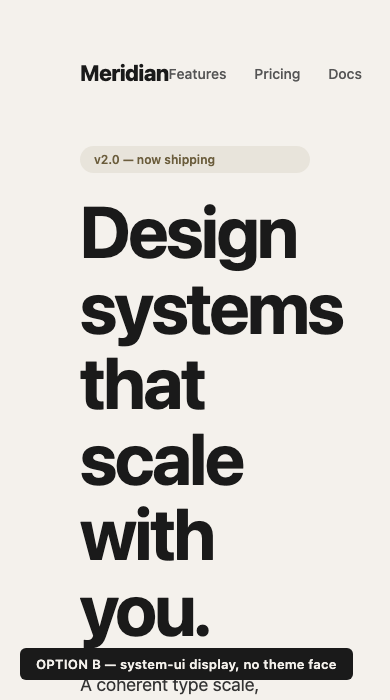 Meridian Features Pricing Docs
v2.0 — now shipping
Design
systems
that
scale
with
you.
OPTION B — system-ui display, no theme face
A coherent type scale,